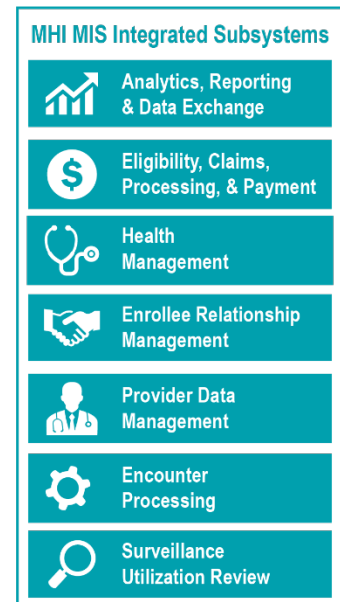 MHI MIS Integrated Subsystems
Analytics, Reporting
& Data Exchange
$
Eligibility, Claims,
Processing, & Payment
Health
Management
Enrollee Relationship
Management
Provider Data
Management
Encounter
Processing
Surveillance
Utilization Review